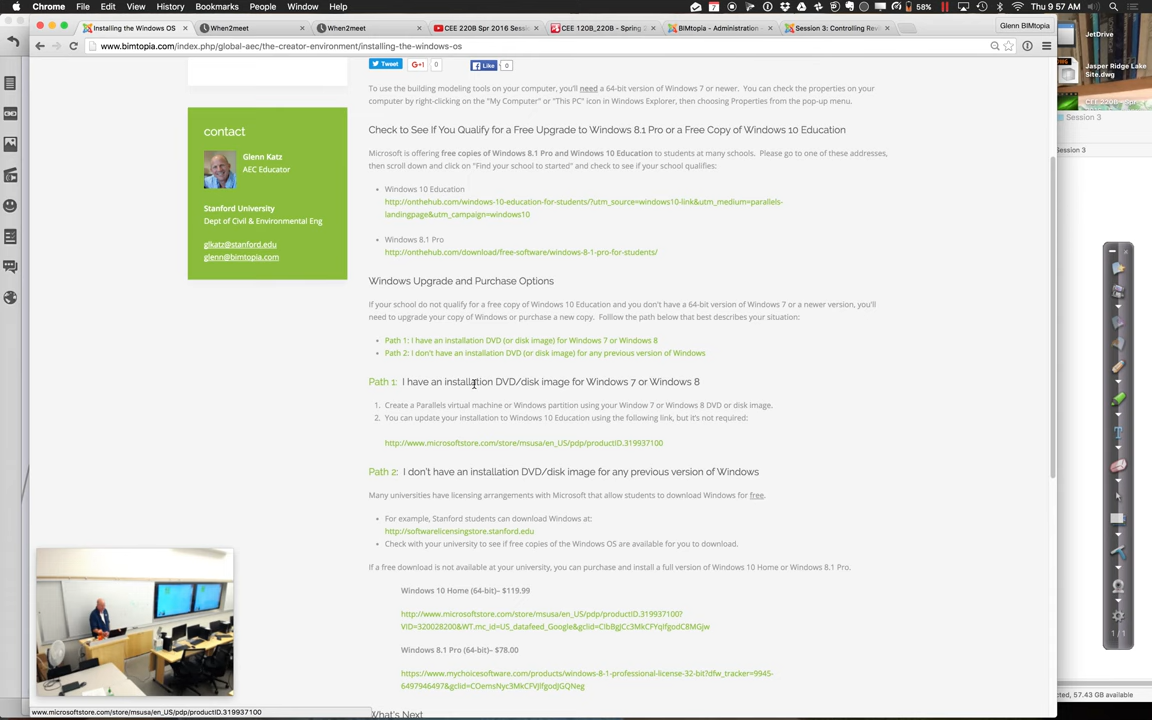 Chrome File Edit View History Bookmarks People Window Help
7 58% Thu 9:57 AM
Installing the Windows OS
When2meet
When2meet
CEE 220B Spr 2016 Sessi
CEE 120B_220B - Spring
BIMtopia - Administration
Session 3: Controlling Rev
Glenn BIMtopia
www.bimtopia.com/index.php/global-aec/the-creator-environment/installing-the-windows-os
JetDrive
Jasper Ridge Lake
Site.dwg
CEE 220B - Spr
Session 3
Session 3
Tweet
G+1 0
Like 0
To use the building modeling tools on your computer, you'll need a 64-bit version of Windows 7 or newer. You can check the properties on your
computer by right-clicking on the "My Computer" or "This PC" icon in Windows Explorer, then choosing Properties from the pop-up menu.
contact
Glenn Katz
AEC Educator
Stanford University
Dept of Civil & Environmental Eng
glkatz@stanford.edu
glenn@bimtopia.com
Check to See If You Qualify for a Free Upgrade to Windows 8.1 Pro or a Free Copy of Windows 10 Education
Microsoft is offering free copies of Windows 8.1 Pro and Windows 10 Education to students at many schools. Please go to one of these addresses,
then scroll down and click on "Find your school to started" and check to see if your school qualifies:
Windows 10 Education
http://onthehub.com/windows-10-education-for-students/?utm_source=windows10-link&utm_medium=parallels-
landingpage&utm_campaign=windows10
Windows 8.1 Pro
http://onthehub.com/download/free-software/windows-8-1-pro-for-students/
Windows Upgrade and Purchase Options
If your school do not qualify for a free copy of Windows 10 Education and you don't have a 64-bit version of Windows 7 or a newer version, you'll
need to upgrade your copy of Windows or purchase a new copy. Folllow the path below that best describes your situation:
Path 1: I have an installation DVD (or disk image) for Windows 7 or Windows 8
Path 2: I don't have an installation DVD (or disk image) for any previous version of Windows
Path 1: I have an installation DVD/disk image for Windows 7 or Windows 8
1. Create a Parallels virtual machine or Windows partition using your Window 7 or Windows 8 DVD or disk image.
2. You can update your installation to Windows 10 Education using the following link, but it's not required:
http://www.microsoftstore.com/store/msusa/en_US/pdp/productID.319937100
Path 2: I don't have an installation DVD/disk image for any previous version of Windows
Many universities have licensing arrangements with Microsoft that allow students to download Windows for free.
For example, Stanford students can download Windows at:
http://softwarelicensingstore.stanford.edu
Check with your university to see if free copies of the Windows OS are available for you to download.
If a free download is not available at your university, you can purchase and install a full version of Windows 10 Home or Windows 8.1 Pro.
Windows 10 Home (64-bit)– $119.99
http://www.microsoftstore.com/store/msusa/en_US/pdp/productID.319937100?
VID=320028200&WT.mc_id=US_datafeed_Google&gclid=CIbBgJCc3MkCFYqIfgodC8MGJw
Windows 8.1 Pro (64-bit)– $78.00
https://www.mychoicesoftware.com/products/windows-8-1-professional-license-32-bit?dfw_tracker=9945-
6497946497&gclid=COemsNyc3MkCFVJlfgodjGQNeg
What's Next
www.microsoftstore.com/store/msusa/en_US/pdp/productID.319937100
1 / 1
ed, 57.43 GB available